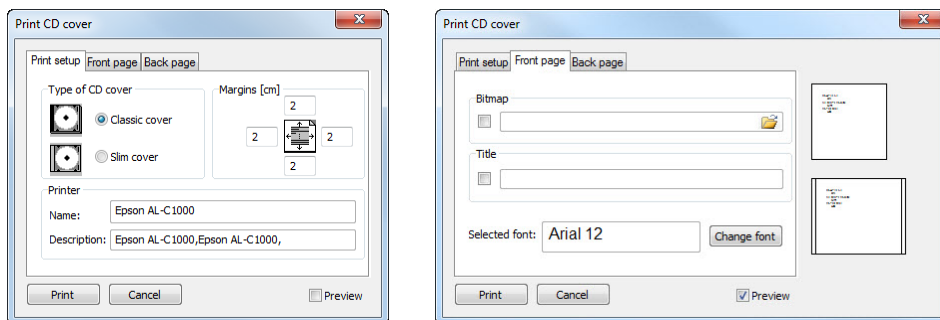 Print CD cover
Print setup Front page Back page
Type of CD cover
Classic cover
Slim cover
Margins [cm]
2
2 2
2
Printer
Name: Epson AL-C1000
Description: Epson AL-C1000,Epson AL-C1000,
Print Cancel Preview
Print CD cover
Print setup Front page Back page
Bitmap
Title
Selected font: Arial 12 Change font
Print Cancel Preview